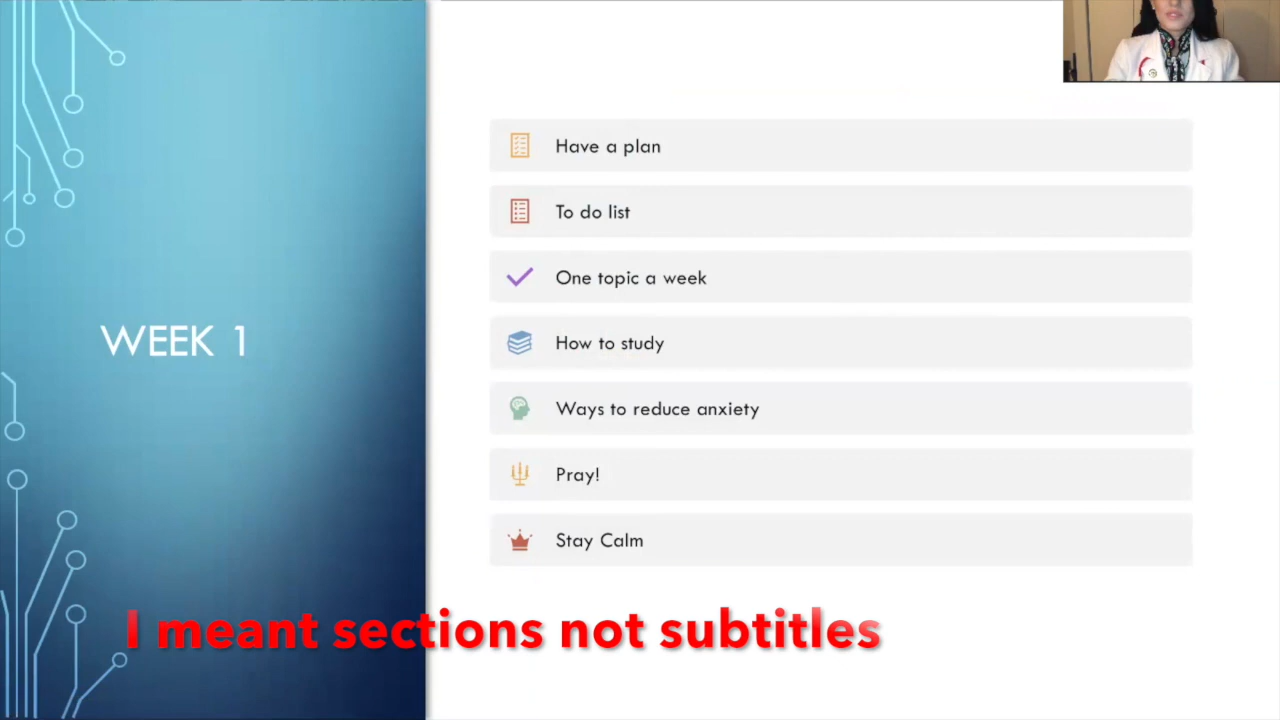 WEEK 1
Have a plan
To do list
One topic a week
How to study
Ways to reduce anxiety
Pray!
Stay Calm
I meant sections not subtitles